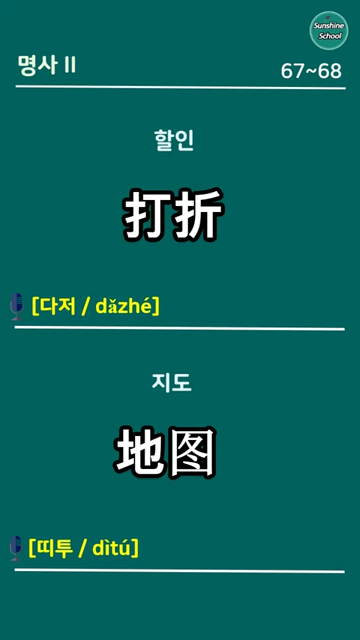 Sunshine
School
명사 II
67~68
할인
打折
[다저 / dǎzhé]
지도
地图
[띠투 / dìtú]